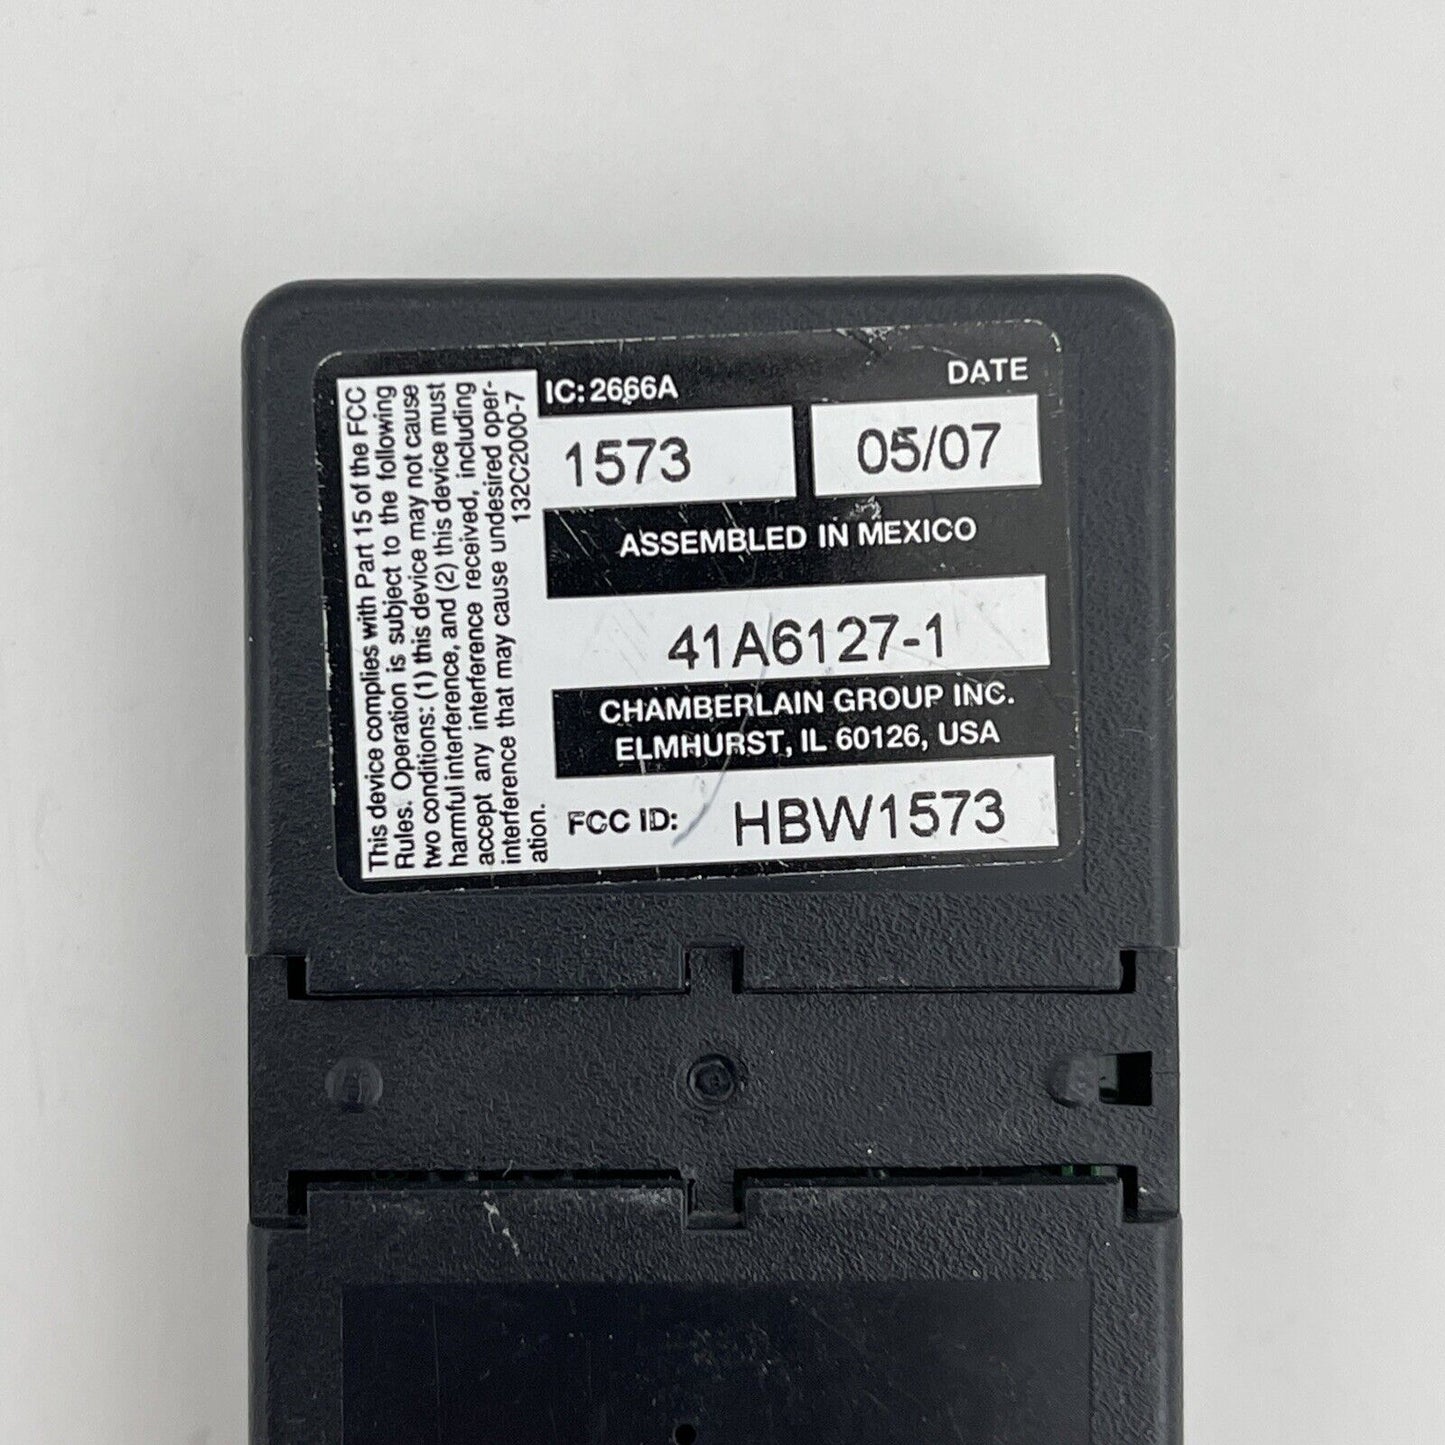 This device complies with Part 15 of the FCC
Rules. Operation is subject to the following
two conditions: (1) this device may not cause
harmful interference, and (2) this device must
accept any interference received, including
interference that may cause undesired oper-
ation.
132C2000-7
IC: 2666A
DATE
1573
05/07
ASSEMBLED IN MEXICO
41A6127-1
CHAMBERLAIN GROUP INC.
ELMHURST, IL 60126, USA
FCC ID: HBW1573